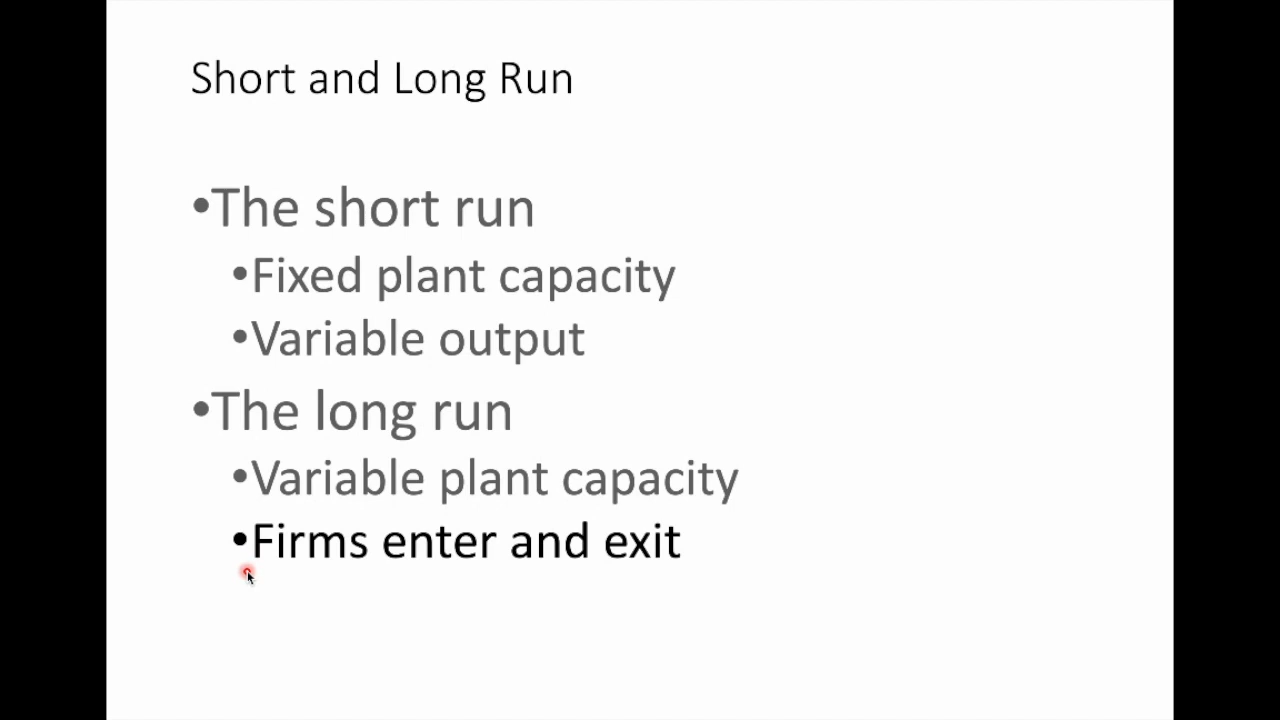 Short and Long Run
•The short run
•Fixed plant capacity
•Variable output
•The long run
•Variable plant capacity
•Firms enter and exit